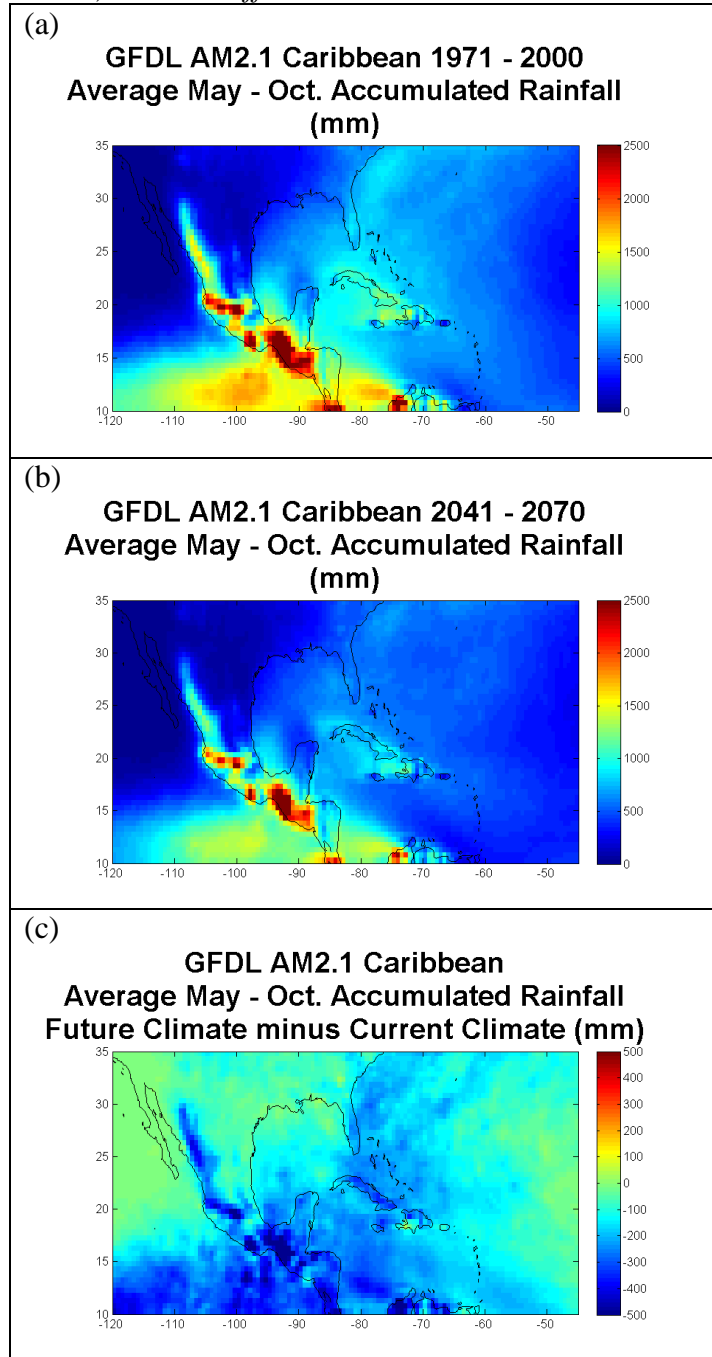 (a)
GFDL AM2.1 Caribbean 1971 - 2000
Average May - Oct. Accumulated Rainfall
(mm)
35
30
25
20
15
10
-120 -110 -100 -90 -80 -70 -60 -50
2500
2000
1500
1000
500
0
(b)
GFDL AM2.1 Caribbean 2041 - 2070
Average May - Oct. Accumulated Rainfall
(mm)
35
30
25
20
15
10
-120 -110 -100 -90 -80 -70 -60 -50
2500
2000
1500
1000
500
0
(c)
GFDL AM2.1 Caribbean
Average May - Oct. Accumulated Rainfall
Future Climate minus Current Climate (mm)
35
30
25
20
15
10
-120 -110 -100 -90 -80 -70 -60 -50
500
400
300
200
100
0
-100
-200
-300
-400
-500